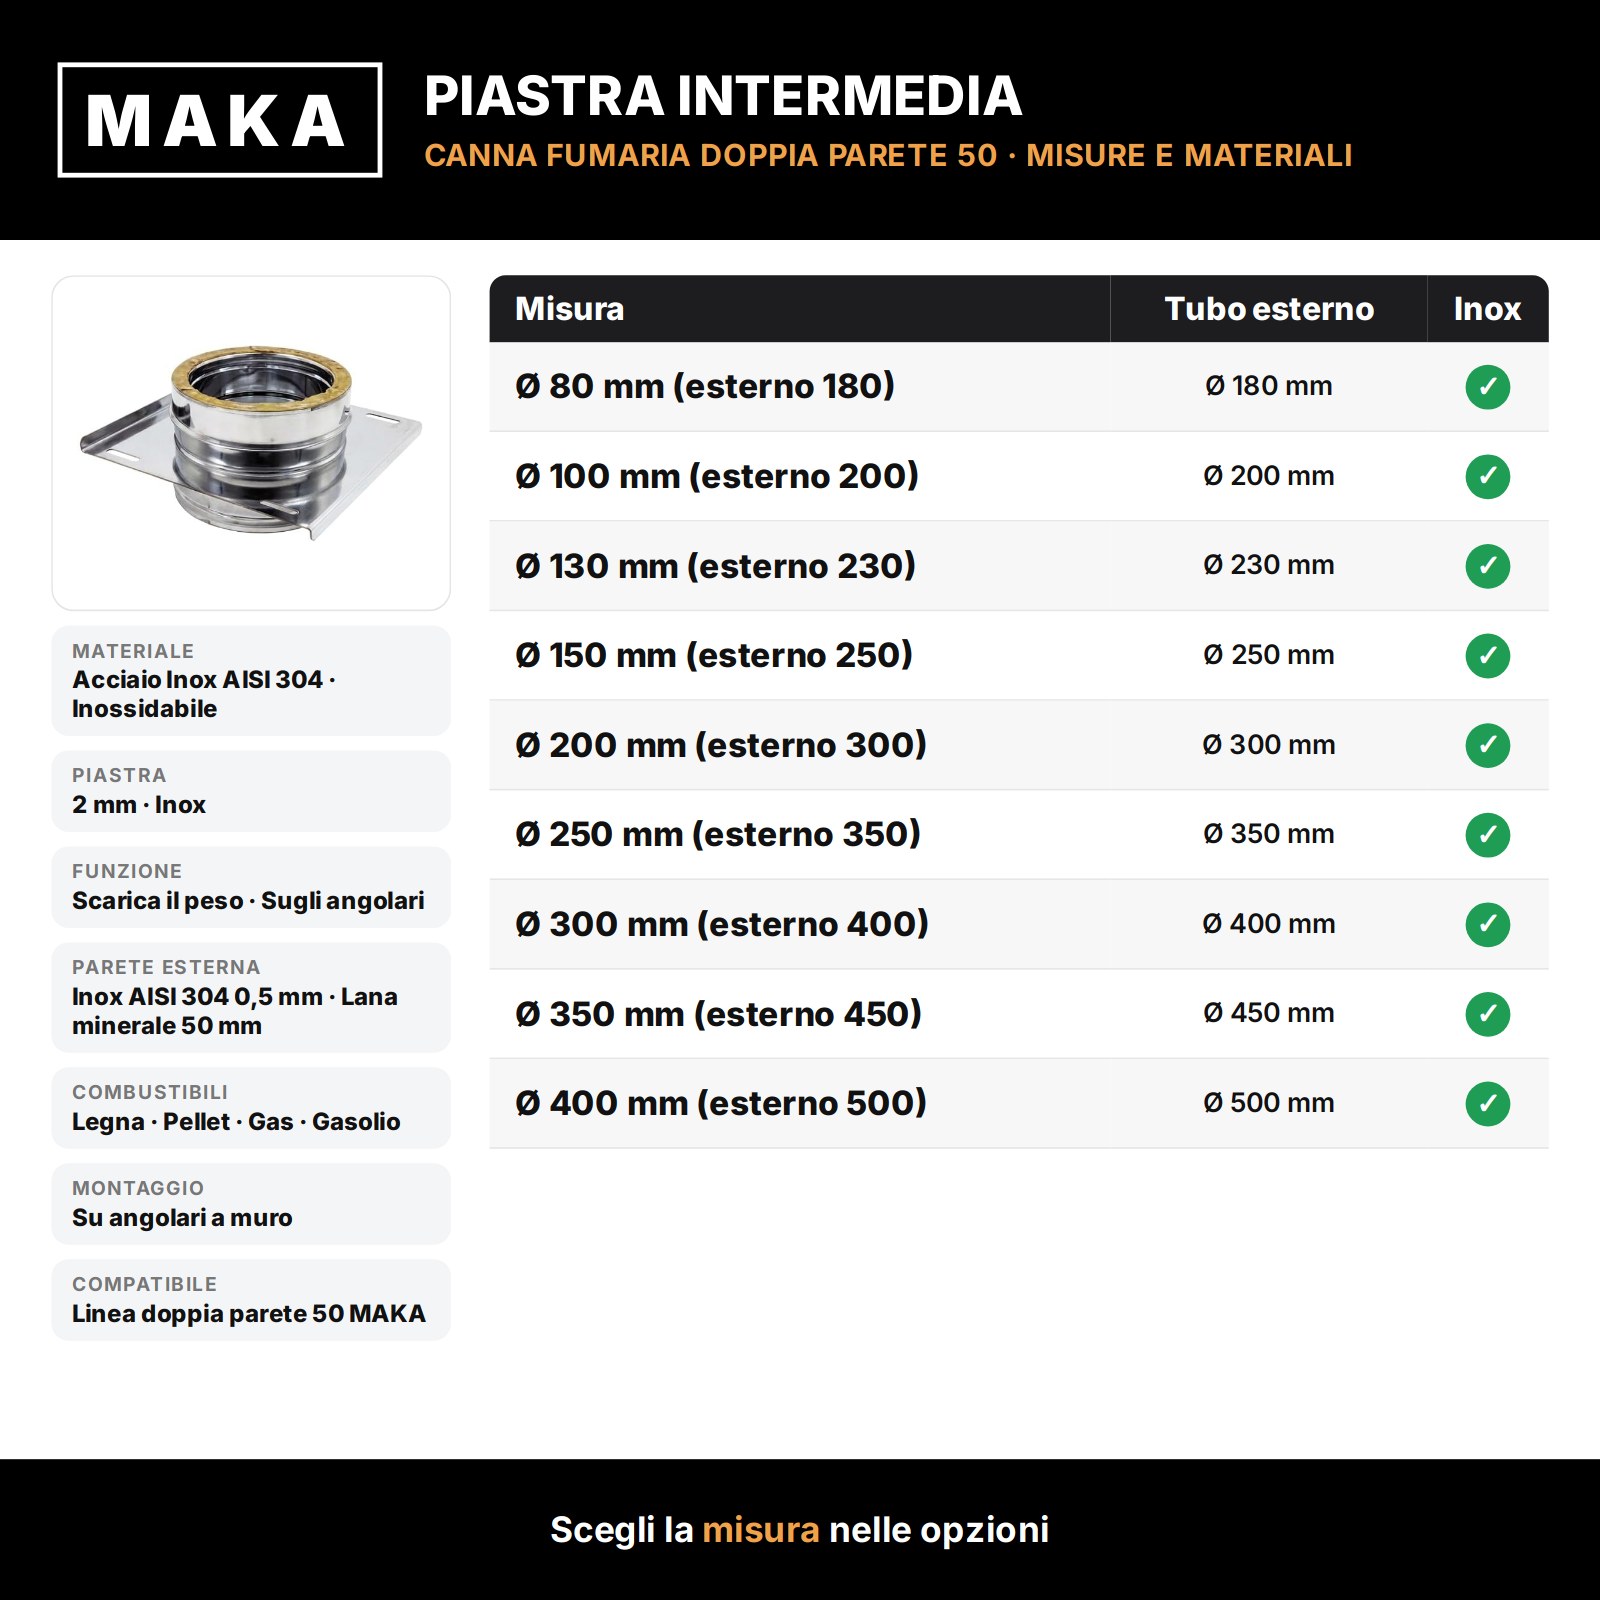 MAKA
PIASTRA INTERMEDIA
CANNA FUMARIA DOPPIA PARETE 50 · MISURE E MATERIALI
MATERIALE
Acciaio Inox AISI 304 ·
Inossidabile
PIASTRA
2 mm · Inox
FUNZIONE
Scarica il peso · Sugli angolari
PARETE ESTERNA
Inox AISI 304 0,5 mm · Lana
minerale 50 mm
COMBUSTIBILI
Legna · Pellet · Gas · Gasolio
MONTAGGIO
Su angolari a muro
COMPATIBILE
Linea doppia parete 50 MAKA
Misura Tubo esterno Inox
Ø 80 mm (esterno 180) Ø 180 mm ✓
Ø 100 mm (esterno 200) Ø 200 mm ✓
Ø 130 mm (esterno 230) Ø 230 mm ✓
Ø 150 mm (esterno 250) Ø 250 mm ✓
Ø 200 mm (esterno 300) Ø 300 mm ✓
Ø 250 mm (esterno 350) Ø 350 mm ✓
Ø 300 mm (esterno 400) Ø 400 mm ✓
Ø 350 mm (esterno 450) Ø 450 mm ✓
Ø 400 mm (esterno 500) Ø 500 mm ✓
Scegli la misura nelle opzioni